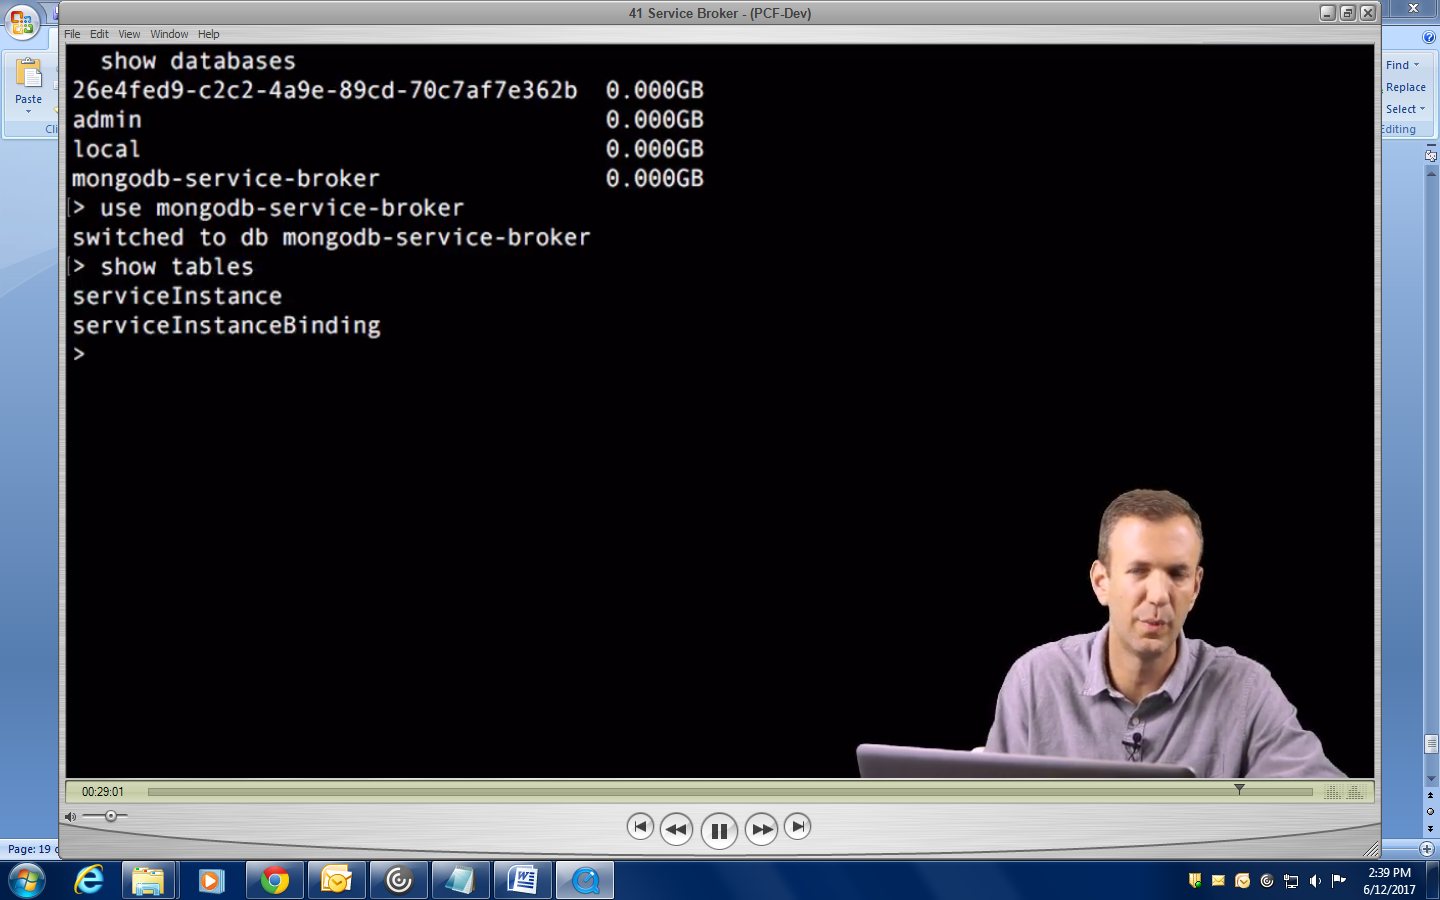 41 Service Broker - (PCF-Dev)
File Edit View Window Help
show databases
26e4fed9-c2c2-4a9e-89cd-70c7af7e362b 0.000GB
admin 0.000GB
local 0.000GB
mongodb-service-broker 0.000GB
> use mongodb-service-broker
switched to db mongodb-service-broker
> show tables
serviceInstance
serviceInstanceBinding
>
Paste
Find
Replace
Select
Editing
00:29:01
Page: 19
2:39 PM
6/12/2017